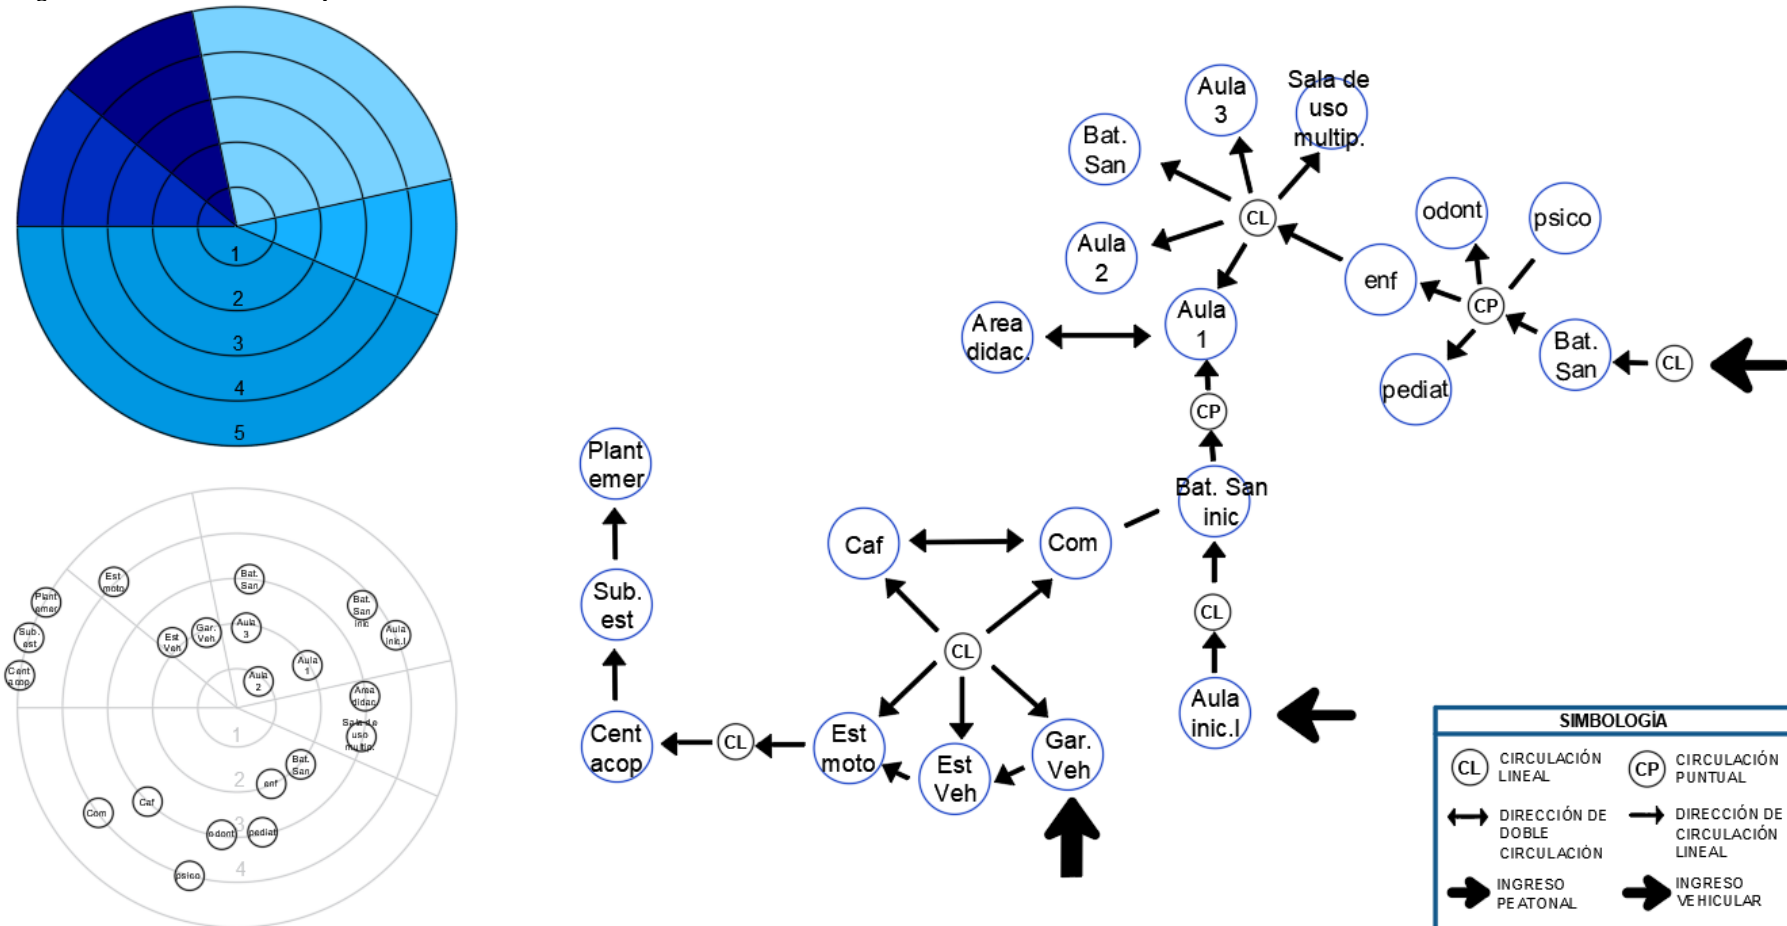 1
2
3
4
5
Plant
emer
Sub.
est
Cent
acop
Est
moto
Est
Veh
Gar.
Veh
Bat.
San
Aula
3
Aula
2
Aula
1
Bat.
San
inic
Aula
inic.I
Area
didac.
Sala de
uso
multip.
Bat.
San
enf
Caf
Com
odont
pediat
psico.
1
2
3
4
Aula
3
Sala de
uso
multip.
Bat.
San
CL
Aula
2
odont
psico
enf
CP
Aula
1
Area
didac.
Bat.
San
CL
pediat
CP
Plant
emer
Bat. San
inic
Caf
Com
Sub.
est
CL
CL
Aula
inic.I
Cent
acop
CL
Est
moto
Est
Veh
Gar.
Veh
SIMBOLOGÍA
CL
CIRCULACIÓN
LINEAL
CP
CIRCULACIÓN
PUNTUAL
DIRECCIÓN DE
DOBLE
CIRCULACIÓN
DIRECCIÓN DE
CIRCULACIÓN
LINEAL
INGRESO
PEATONAL
INGRESO
VEHICULAR